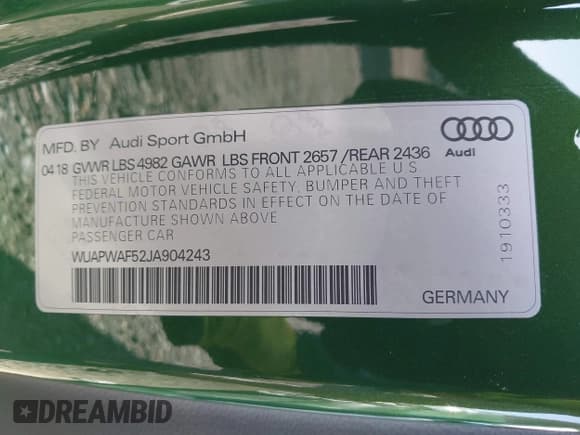 MFD. BY Audi Sport GmbH
0418 GVWR LBS 4982 GAWR LBS FRONT 2657 /REAR 2436
THIS VEHICLE CONFORMS TO ALL APPLICABLE U S
FEDERAL MOTOR VEHICLE SAFETY, BUMPER AND THEFT
PREVENTION STANDARDS IN EFFECT ON THE DATE OF
MANUFACTURE SHOWN ABOVE
PASSENGER CAR
WUAPWAF52JA904243
Audi
1910333
GERMANY
DREAMBID